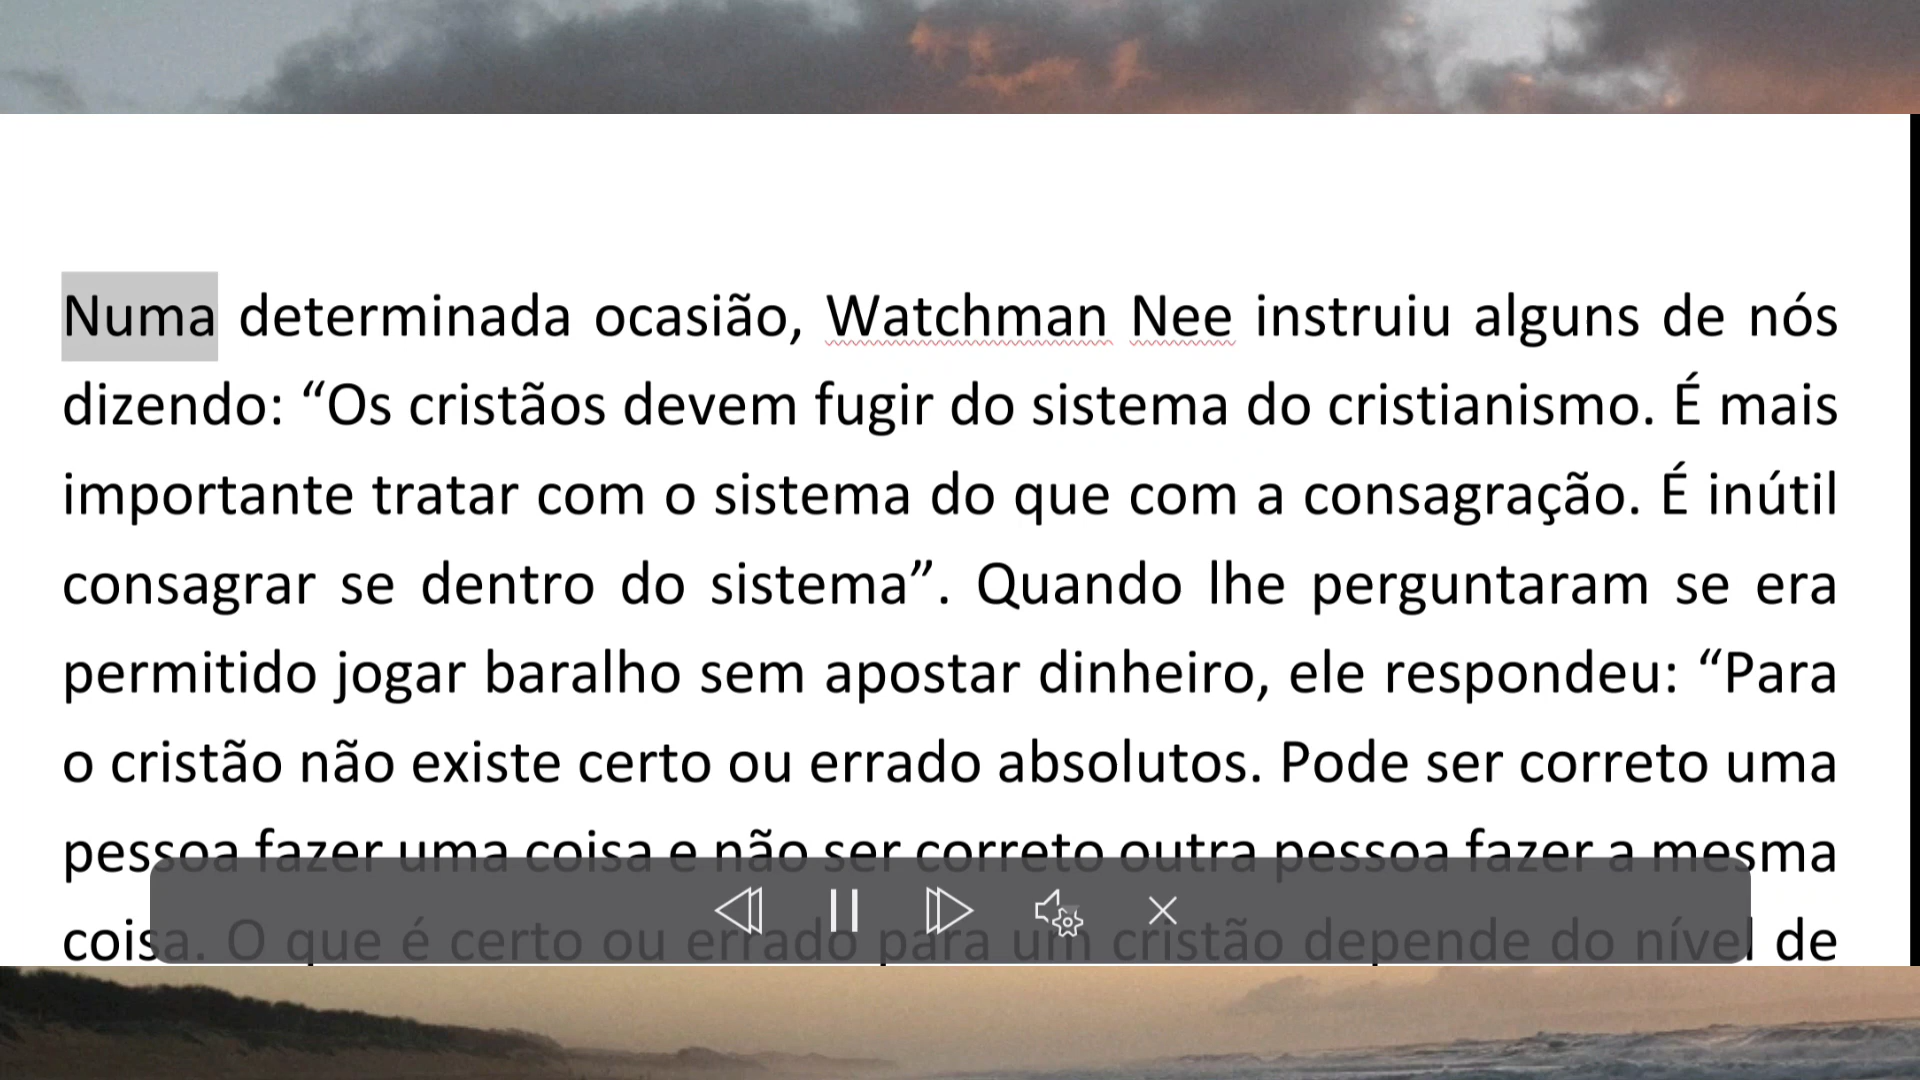 Numa determinada ocasião, Watchman Nee instruiu alguns de nós
dizendo: “Os cristãos devem fugir do sistema do cristianismo. É mais
importante tratar com o sistema do que com a consagração. É inútil
consagrar se dentro do sistema”. Quando lhe perguntaram se era
permitido jogar baralho sem apostar dinheiro, ele respondeu: “Para
o cristão não existe certo ou errado absolutos. Pode ser correto uma
pessoa fazer uma coisa e não ser correto outra pessoa fazer a mesma
coisa. O que é certo ou errado para um cristão depende do nível de